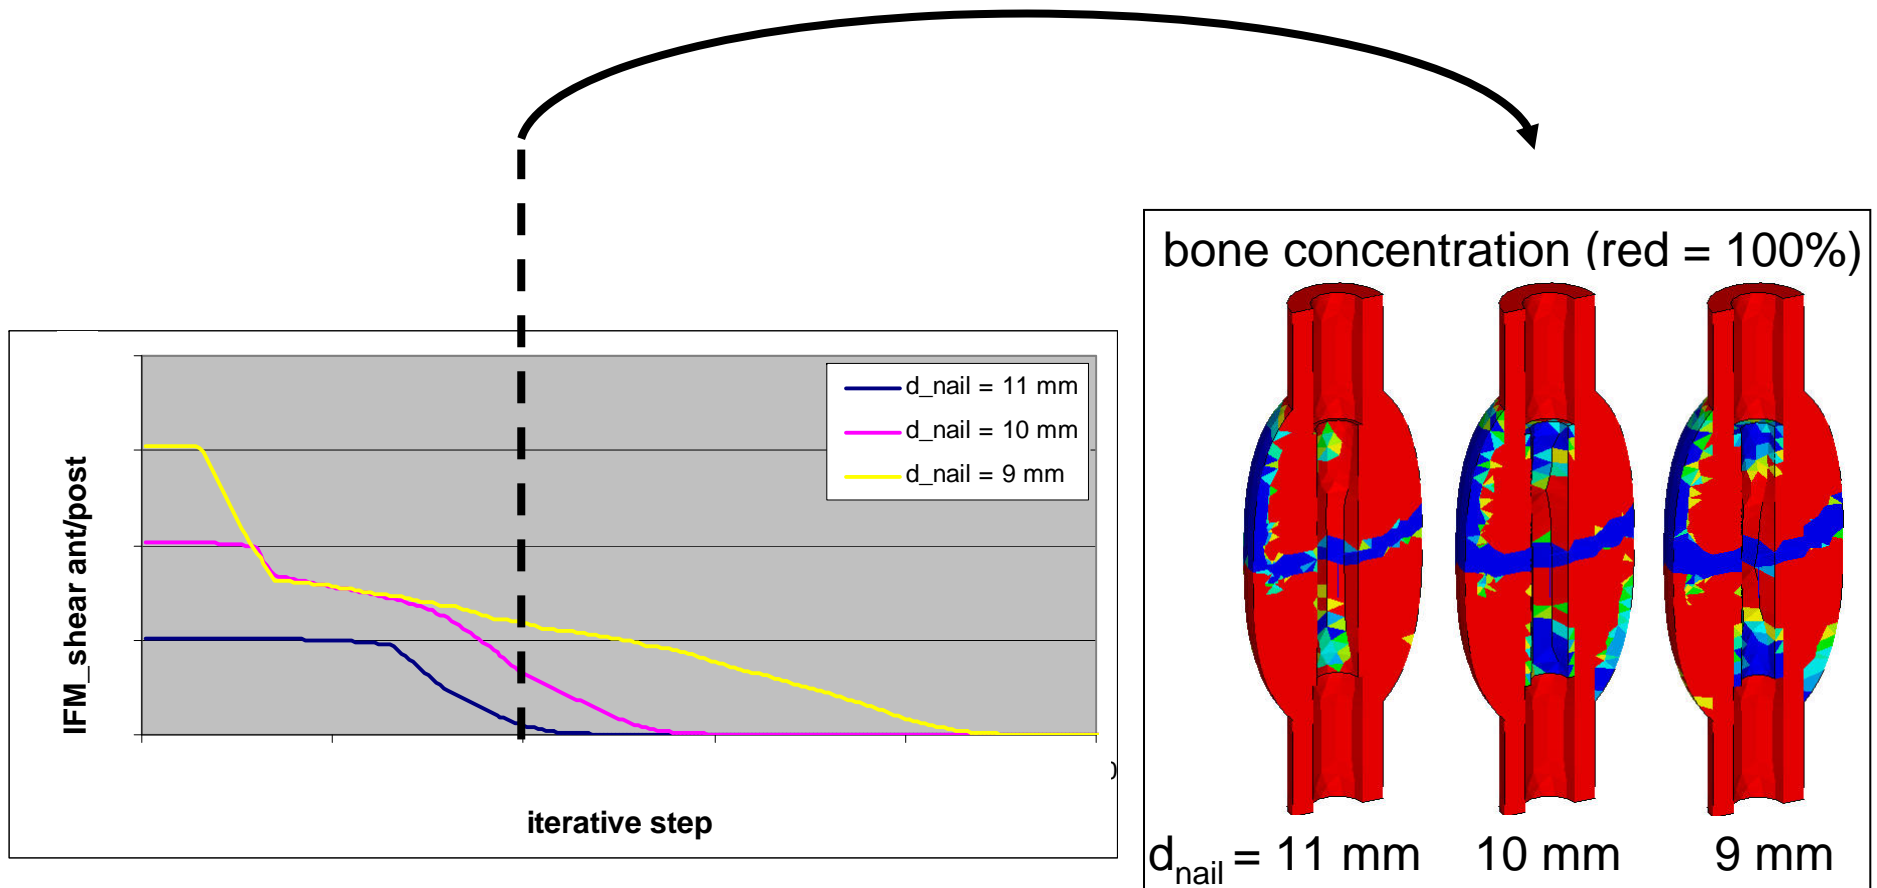 bone concentration (red = 100%)
d_nail = 11 mm
d_nail = 10 mm
d_nail = 9 mm
IFM_shear ant/post
iterative step
dnail = 11 mm 10 mm 9 mm